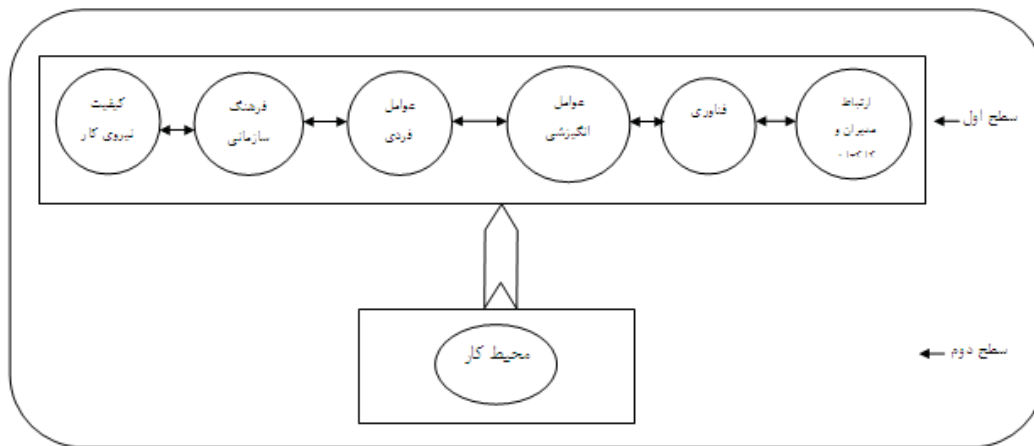 سطح اول
ارتباط
مدیران و
فناوری
عوامل
انگیزشی
عوامل
فردی
فرهنگ
سازمانی
کیفیت
نیروی کار
محیط کار
سطح دوم